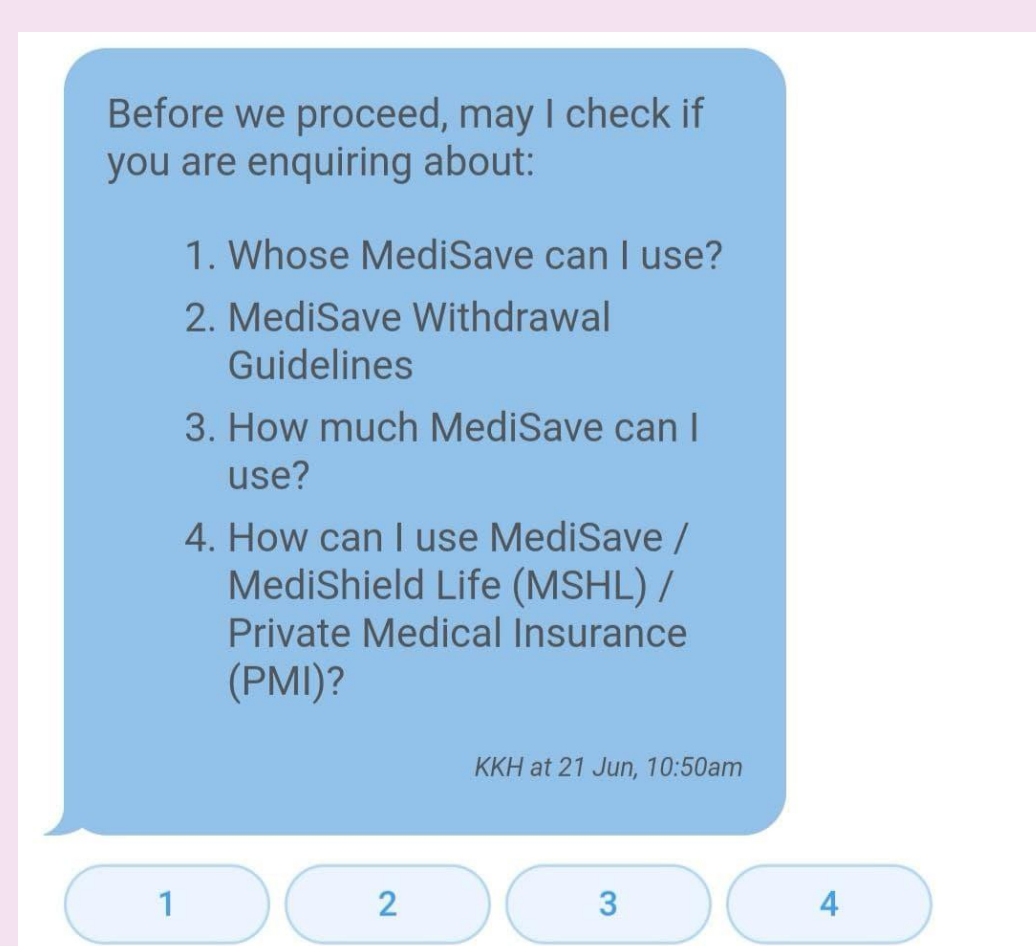 Before we proceed, may I check if
you are enquiring about:
1. Whose MediSave can I use?
2. MediSave Withdrawal
Guidelines
3. How much MediSave can I
use?
4. How can I use MediSave /
MediShield Life (MSHL) /
Private Medical Insurance
(PMI)?
KKH at 21 Jun, 10:50am
1 2 3 4